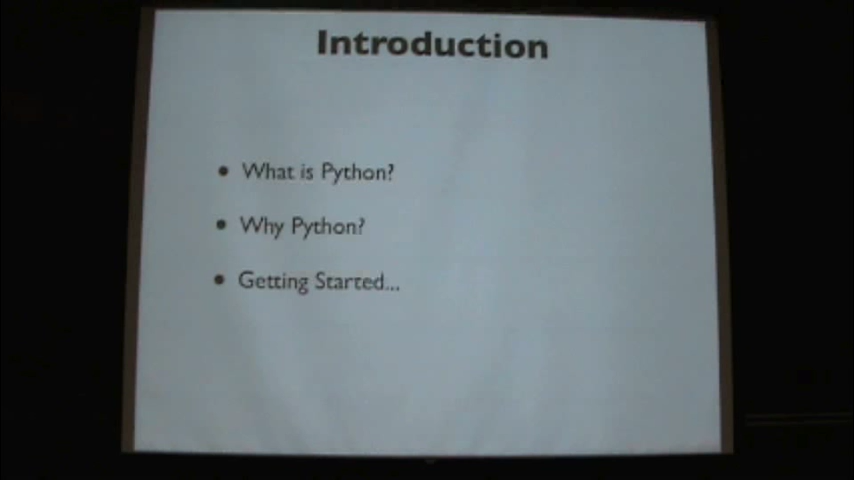 Introduction
• What is Python?
• Why Python?
• Getting Started...